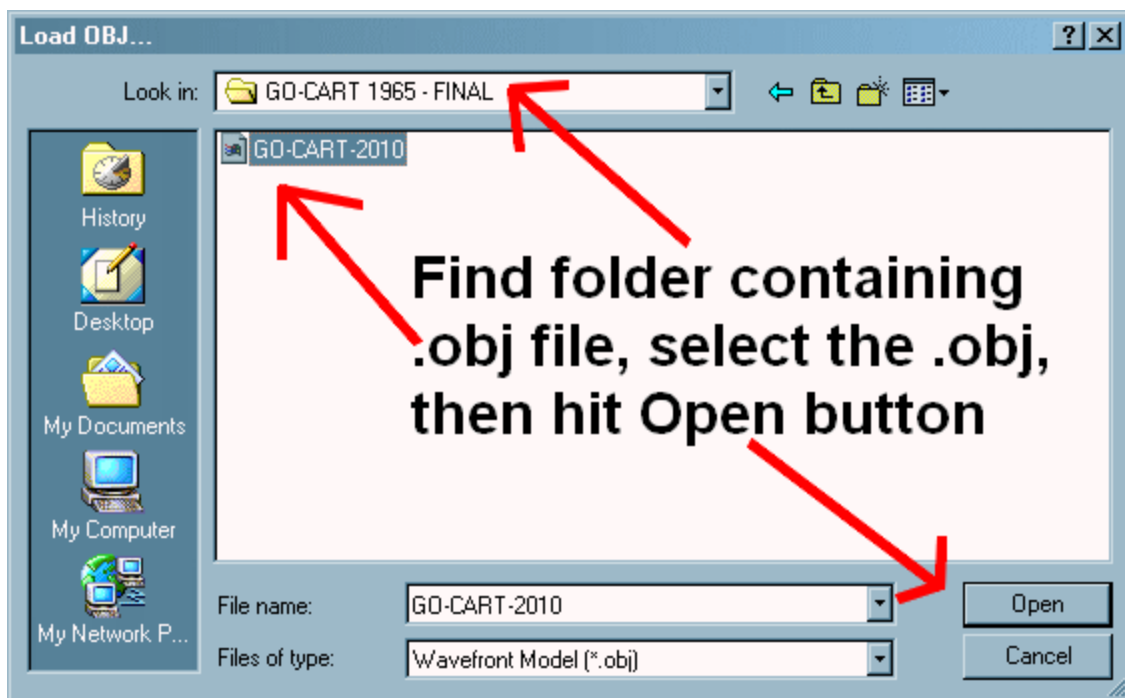 Load OBJ...
Look in: GO-CART 1965 - FINAL
GO-CART-2010
History
Desktop
My Documents
My Computer
My Network P...
Find folder containing
.obj file, select the .obj,
then hit Open button
File name: GO-CART-2010 Open
Files of type: Wavefront Model (*.obj) Cancel